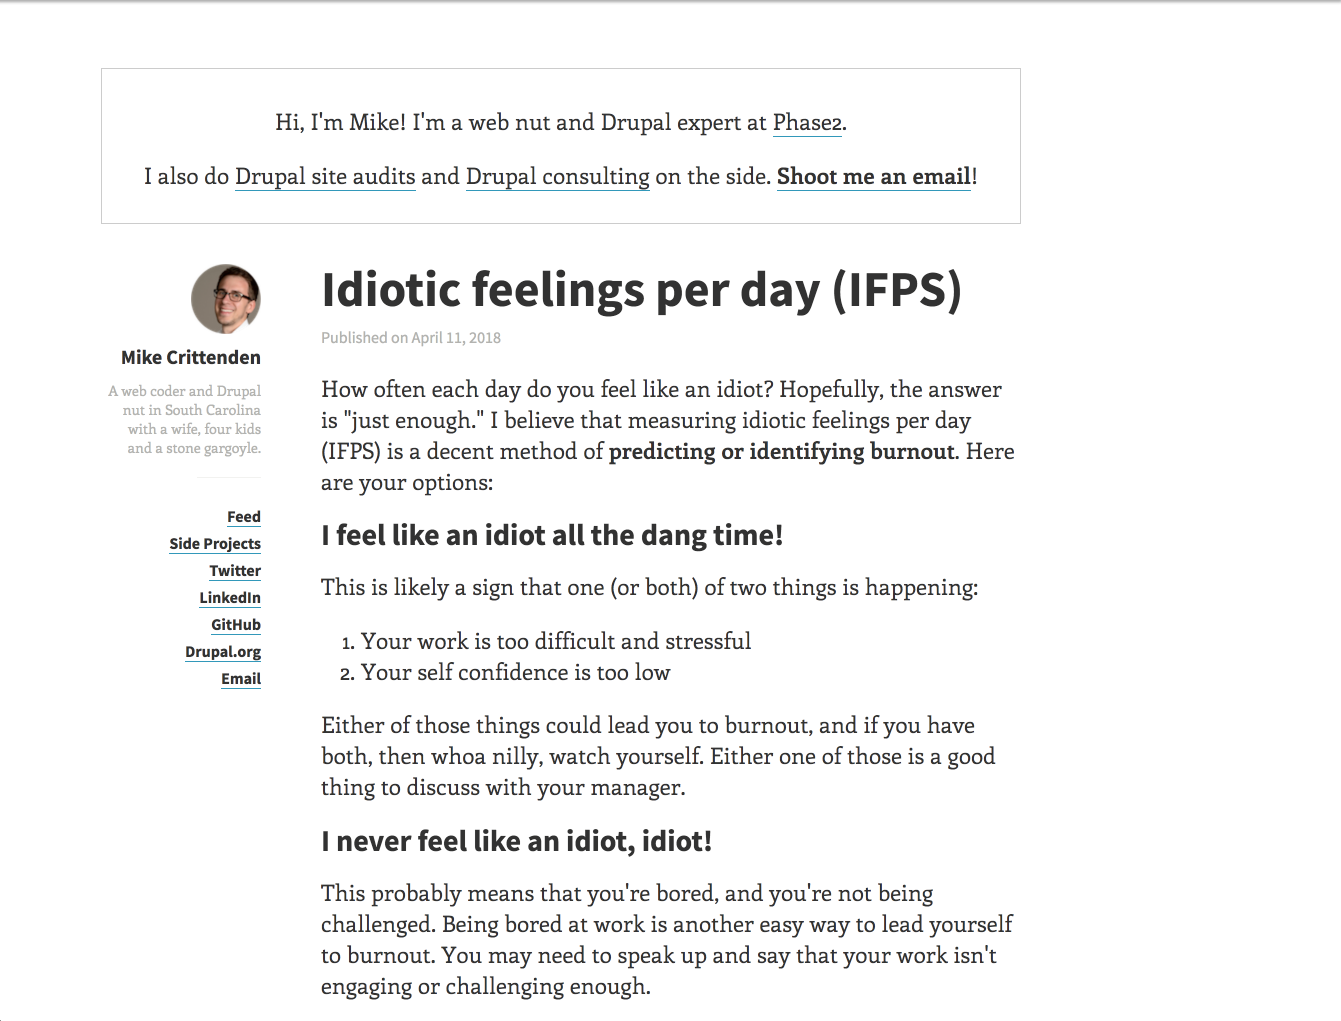 Hi, I'm Mike! I'm a web nut and Drupal expert at Phase2.
I also do Drupal site audits and Drupal consulting on the side. Shoot me an email!
Mike Crittenden
A web coder and Drupal
nut in South Carolina
with a wife, four kids
and a stone gargoyle.
Feed
Side Projects
Twitter
LinkedIn
GitHub
Drupal.org
Email
Idiotic feelings per day (IFPS)
Published on April 11, 2018
How often each day do you feel like an idiot? Hopefully, the answer
is "just enough." I believe that measuring idiotic feelings per day
(IFPS) is a decent method of predicting or identifying burnout. Here
are your options:
I feel like an idiot all the dang time!
This is likely a sign that one (or both) of two things is happening:
1. Your work is too difficult and stressful
2. Your self confidence is too low
Either of those things could lead you to burnout, and if you have
both, then whoa nilly, watch yourself. Either one of those is a good
thing to discuss with your manager.
I never feel like an idiot, idiot!
This probably means that you're bored, and you're not being
challenged. Being bored at work is another easy way to lead yourself
to burnout. You may need to speak up and say that your work isn't
engaging or challenging enough.